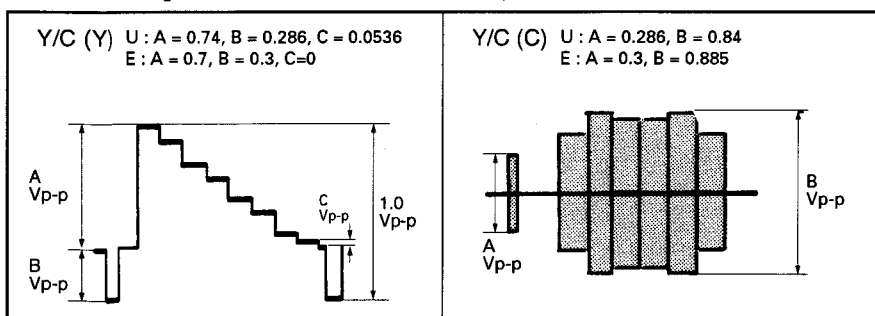 Y/C (Y) U : A = 0.74, B = 0.286, C = 0.0536
E : A = 0.7, B = 0.3, C=0
A
Vp-p
B
Vp-p
C
Vp-p
1.0
Vp-p
Y/C (C) U : A = 0.286, B = 0.84
E : A = 0.3, B = 0.885
A
Vp-p
B
Vp-p